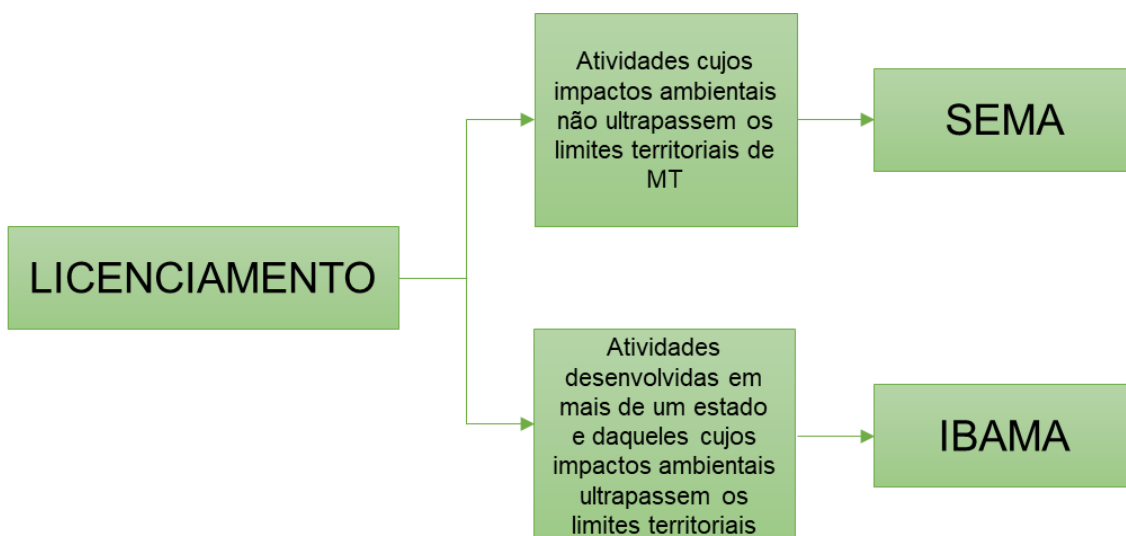 LICENCIAMENTO
Atividades cujos
impactos ambientais
não ultrapassem os
limites territoriais de
MT
SEMA
Atividades
desenvolvidas em
mais de um estado
e daqueles cujos
impactos ambientais
ultrapassem os
limites territoriais
IBAMA